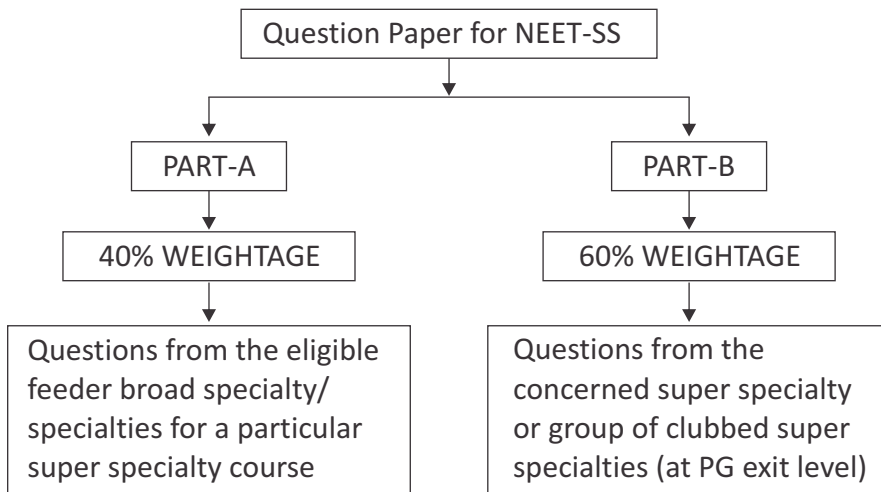 Question Paper for NEET-SS
PART-A
40% WEIGHTAGE
Questions from the eligible
feeder broad specialty/
specialties for a particular
super specialty course
PART-B
60% WEIGHTAGE
Questions from the
concerned super specialty
or group of clubbed super
specialties (at PG exit level)